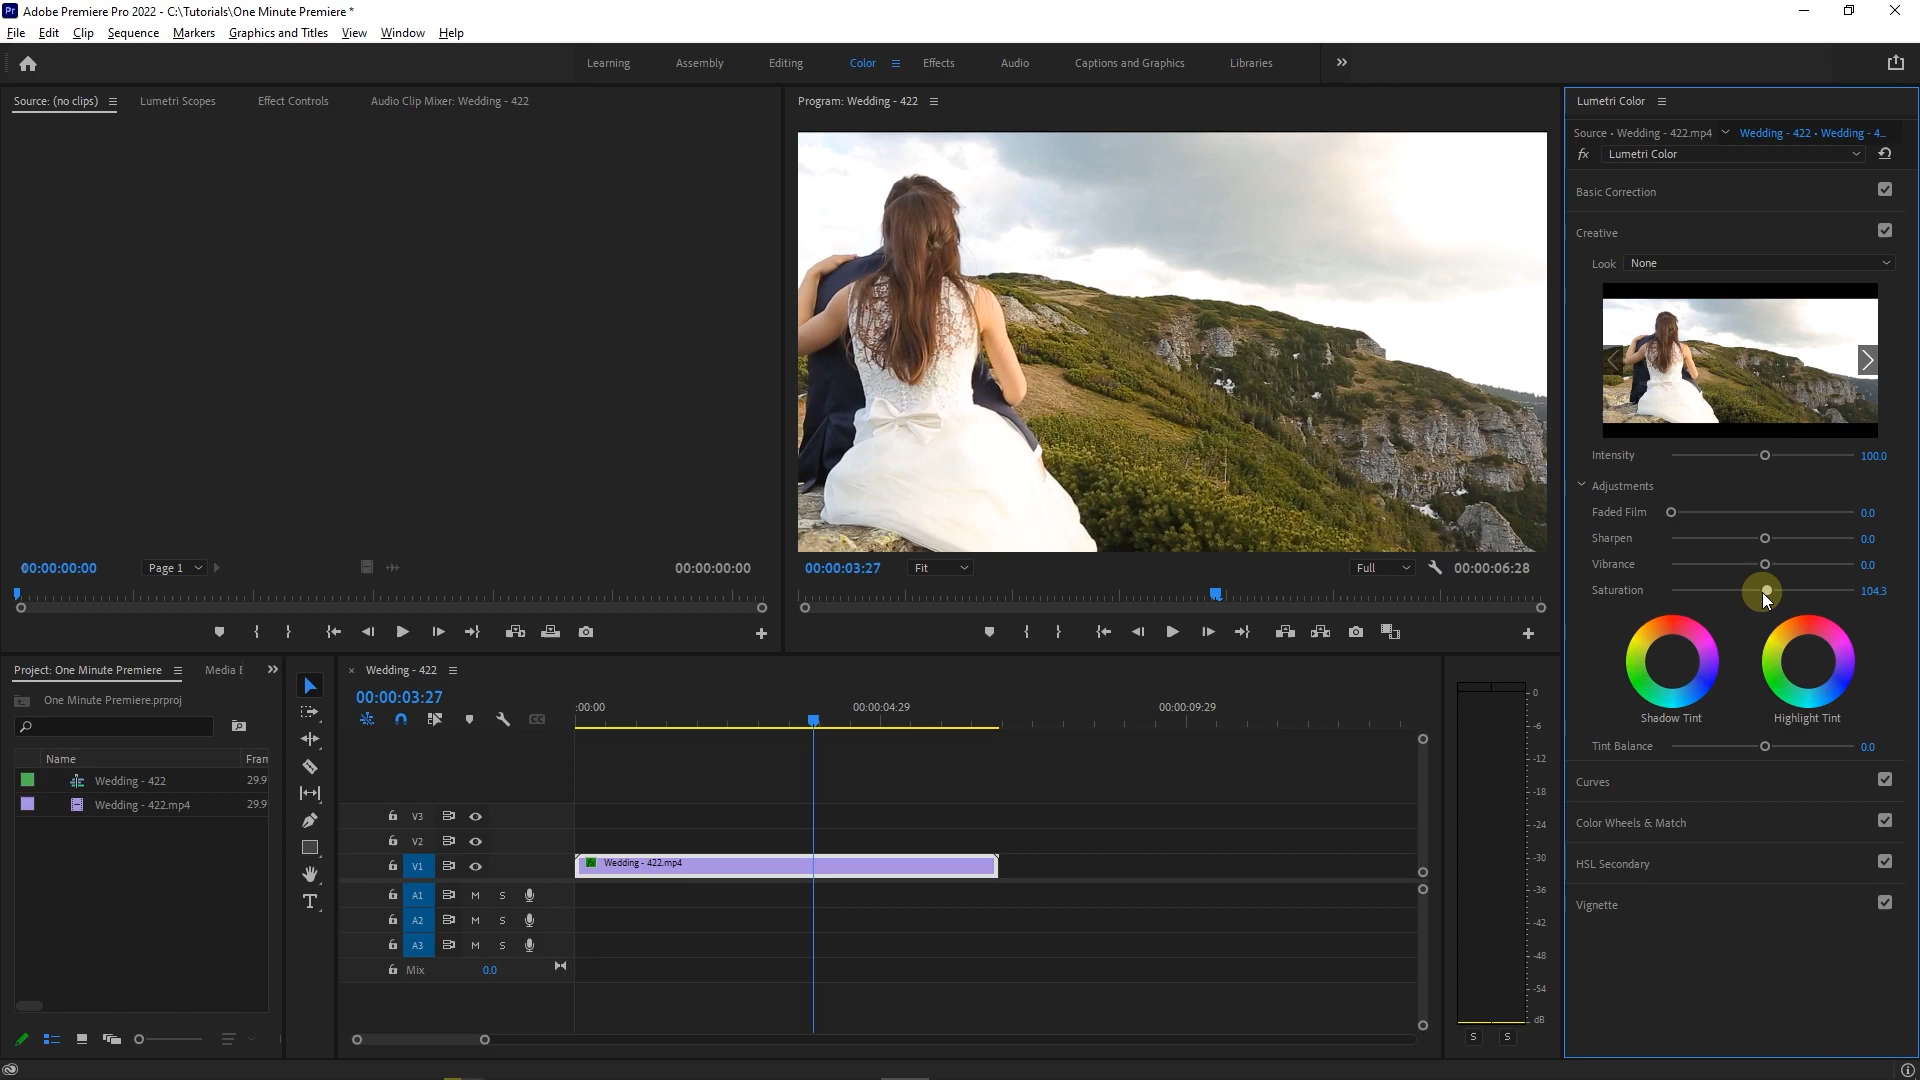 Pr Adobe Premiere Pro 2022 - C:\Tutorials\One Minute Premiere *
File Edit Clip Sequence Markers Graphics and Titles View Window Help
Learning Assembly Editing Color Effects Audio Captions and Graphics Libraries
Source: (no clips) Lumetri Scopes Effect Controls Audio Clip Mixer: Wedding - 422
00:00:00:00 Page 1 00:00:00:00
Program: Wedding - 422
00:00:03:27 Fit Full 00:00:06:28
Lumetri Color
Source • Wedding - 422.mp4 Wedding - 422 • Wedding - 4...
fx Lumetri Color
Basic Correction
Creative
Look None
Intensity 100.0
Adjustments
Faded Film 0.0
Sharpen 0.0
Vibrance 0.0
Saturation 104.3
Shadow Tint Highlight Tint
Tint Balance 0.0
Curves
Color Wheels & Match
HSL Secondary
Vignette
Project: One Minute Premiere Media
One Minute Premiere.prproj
Name Fran
Wedding - 422 29.9
Wedding - 422.mp4 29.9
T
× Wedding - 422
00:00:03:27
CC
:00:00 00:00:04:29 00:00:09:29
V3
V2
V1 fx Wedding - 422.mp4
A1 M S
A2 M S
A3 M S
Mix 0.0
0
-6
-12
-18
-24
-30
-36
-42
-48
-54
dB
S S